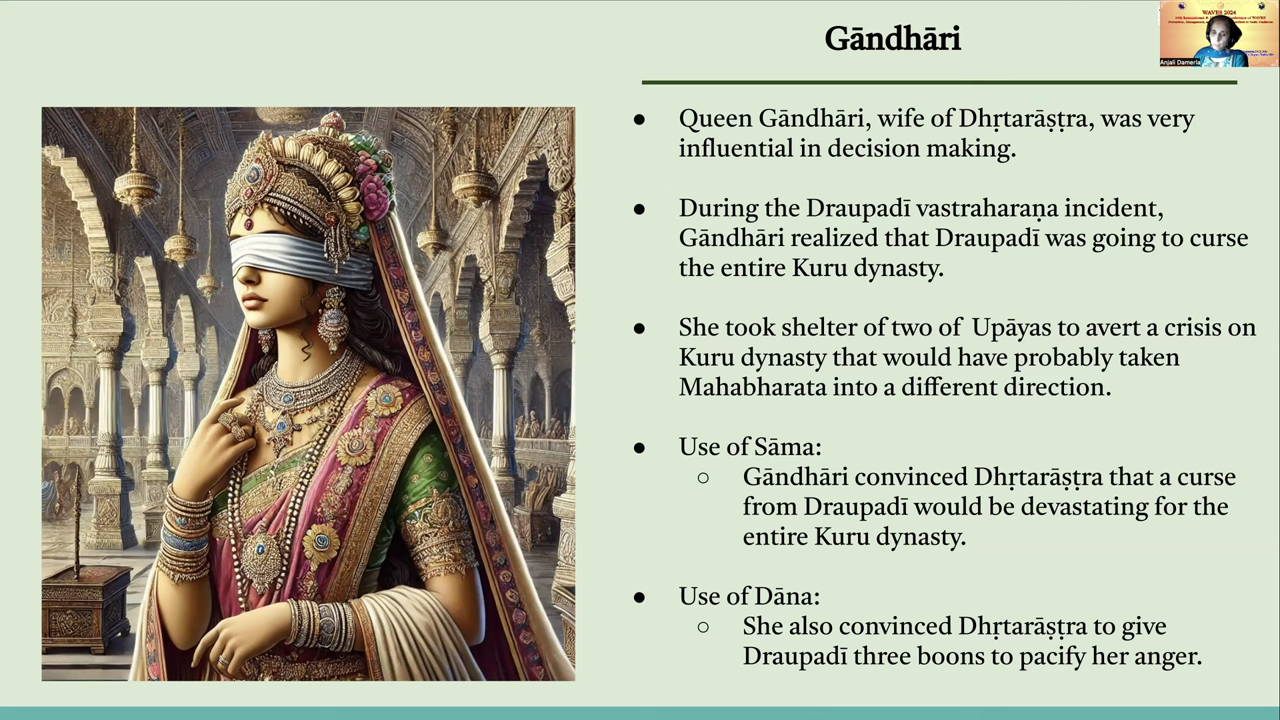 Gāndhāri
WAVES 2024
Anjali Damerla
● Queen Gāndhāri, wife of Dhṛtarāṣṭra, was very
influential in decision making.
● During the Draupadī vastraharaṇa incident,
Gāndhāri realized that Draupadī was going to curse
the entire Kuru dynasty.
● She took shelter of two of Upāyas to avert a crisis on
Kuru dynasty that would have probably taken
Mahabharata into a different direction.
● Use of Sāma:
○ Gāndhāri convinced Dhṛtarāṣṭra that a curse
from Draupadī would be devastating for the
entire Kuru dynasty.
● Use of Dāna:
○ She also convinced Dhṛtarāṣṭra to give
Draupadī three boons to pacify her anger.